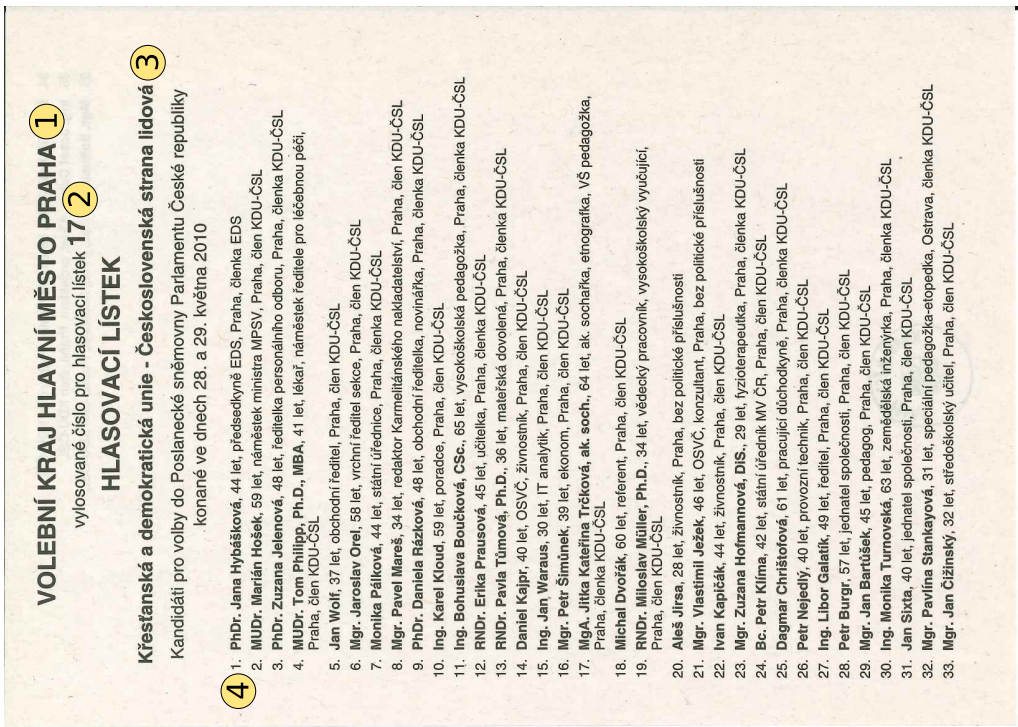 VOLEBNÍ KRAJ HLAVNÍ MĚSTO PRAHA 1
vylosované číslo pro hlasovací lístek 17 2
HLASOVACÍ LÍSTEK
Křesťanská a demokratická unie - Československá strana lidová 3
Kandidáti pro volby do Poslanecké sněmovny Parlamentu České republiky
konané ve dnech 28. a 29. května 2010
4
1. PhDr. Jana Hybášková, 44 let, předsedkyně EDS, Praha, členka EDS
2. MUDr. Marián Hošek, 59 let, náměstek ministra MPSV, Praha, člen KDU-ČSL
3. PhDr. Zuzana Jelenová, 48 let, ředitelka personálního odboru, Praha, členka KDU-ČSL
4. MUDr. Tom Philipp, Ph.D., MBA, 41 let, lékař, náměstek ředitele pro léčebnou péči,
Praha, člen KDU-ČSL
5. Jan Wolf, 37 let, obchodní ředitel, Praha, člen KDU-ČSL
6. Mgr. Jaroslav Orel, 58 let, vrchní ředitel sekce, Praha, člen KDU-ČSL
7. Monika Pálková, 44 let, státní úřednice, Praha, členka KDU-ČSL
8. Mgr. Pavel Mareš, 34 let, redaktor Karmelitánského nakladatelství, Praha, člen KDU-ČSL
9. PhDr. Daniela Rázková, 48 let, obchodní ředitelka, novinářka, Praha, členka KDU-ČSL
10. Ing. Karel Kloud, 59 let, poradce, Praha, člen KDU-ČSL
11. Ing. Bohuslava Boučková, CSc., 65 let, vysokoškolská pedagožka, Praha, členka KDU-ČSL
12. RNDr. Erika Prausová, 45 let, učitelka, Praha, členka KDU-ČSL
13. RNDr. Pavla Tůmová, Ph.D., 36 let, mateřská dovolená, Praha, členka KDU-ČSL
14. Daniel Kajpr, 40 let, OSVČ, živnostník, Praha, člen KDU-ČSL
15. Ing. Jan Waraus, 30 let, IT analytik, Praha, člen KDU-ČSL
16. Mgr. Petr Šimůnek, 39 let, ekonom, Praha, člen KDU-ČSL
17. MgA. Jitka Kateřina Trčková, ak. soch., 64 let, ak. sochařka, etnografka, VŠ pedagožka,
Praha, členka KDU-ČSL
18. Michal Dvořák, 60 let, referent, Praha, člen KDU-ČSL
19. RNDr. Miloslav Müller, Ph.D., 34 let, vědecký pracovník, vysokoškolský vyučující,
Praha, člen KDU-ČSL
20. Aleš Jirsa, 28 let, živnostník, Praha, bez politické příslušnosti
21. Mgr. Vlastimil Ježek, 46 let, OSVČ, konzultant, Praha, bez politické příslušnosti
22. Ivan Kapičák, 44 let, živnostník, Praha, člen KDU-ČSL
23. Mgr. Zuzana Hofmannová, DiS., 29 let, fyzioterapeutka, Praha, členka KDU-ČSL
24. Bc. Petr Klíma, 42 let, státní úředník MV ČR, Praha, člen KDU-ČSL
25. Dagmar Chrištofová, 61 let, pracující důchodkyně, Praha, členka KDU-ČSL
26. Petr Nejedlý, 40 let, provozní technik, Praha, člen KDU-ČSL
27. Ing. Libor Galatík, 49 let, ředitel, Praha, člen KDU-ČSL
28. Petr Burgr, 57 let, jednatel společnosti, Praha, člen KDU-ČSL
29. Mgr. Jan Bartůšek, 45 let, pedagog, Praha, člen KDU-ČSL
30. Ing. Monika Turnovská, 63 let, zemědělská inženýrka, Praha, členka KDU-ČSL
31. Jan Sixta, 40 let, jednatel společnosti, Praha, člen KDU-ČSL
32. Mgr. Pavlína Stankayová, 31 let, speciální pedagožka-etopedka, Ostrava, členka KDU-ČSL
33. Mgr. Jan Čižinský, 32 let, středoškolský učitel, Praha, člen KDU-ČSL